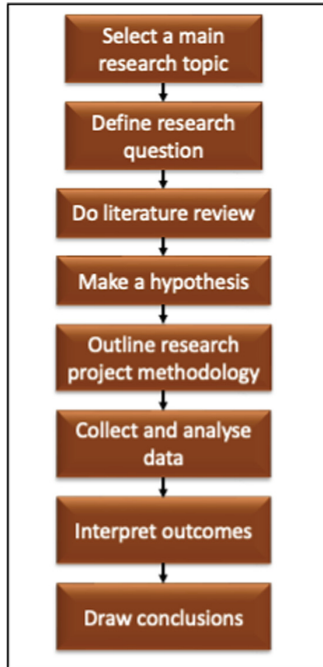 Select a main
research topic
Define research
question
Do literature review
Make a hypothesis
Outline research
project methodology
Collect and analyse
data
Interpret outcomes
Draw conclusions